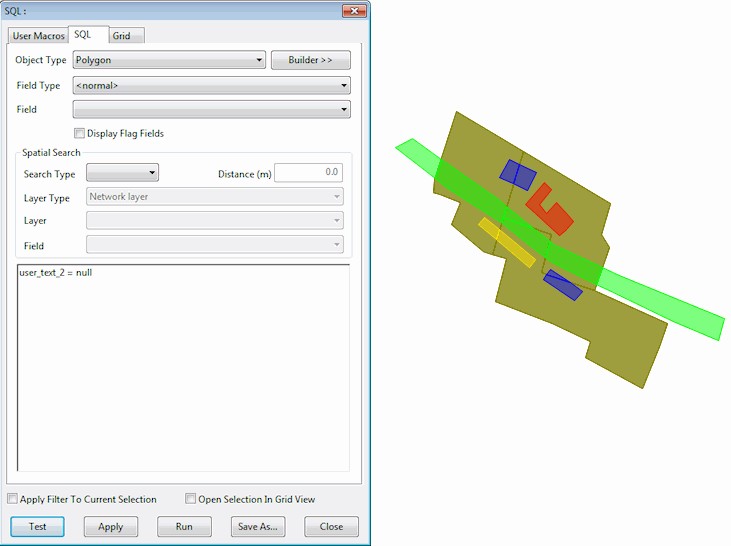 SQL :
User Macros SQL Grid
Object Type Polygon Builder >>
Field Type <normal>
Field
Display Flag Fields
Spatial Search
Search Type Distance (m) 0.0
Layer Type Network layer
Layer
Field
user_text_2 = null
Apply Filter To Current Selection Open Selection In Grid View
Test Apply Run Save As... Close